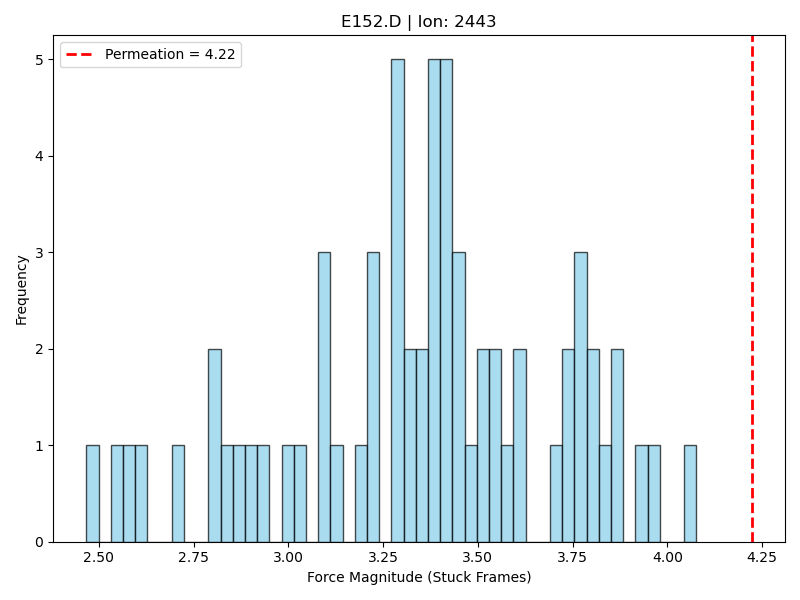 E152.D | Ion: 2443
Permeation = 4.22
Frequency
5
4
3
2
1
0
2.50 2.75 3.00 3.25 3.50 3.75 4.00 4.25
Force Magnitude (Stuck Frames)